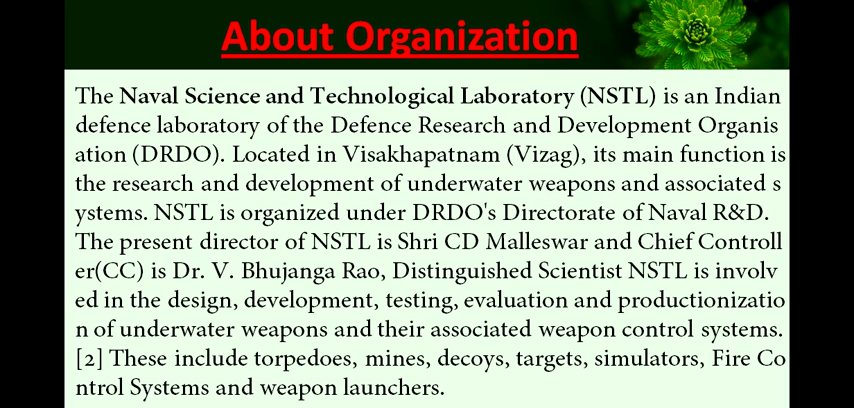 About Organization
The Naval Science and Technological Laboratory (NSTL) is an Indian
defence laboratory of the Defence Research and Development Organis
ation (DRDO). Located in Visakhapatnam (Vizag), its main function is
the research and development of underwater weapons and associated s
ystems. NSTL is organized under DRDO's Directorate of Naval R&D.
The present director of NSTL is Shri CD Malleswar and Chief Controll
er(CC) is Dr. V. Bhujanga Rao, Distinguished Scientist NSTL is involv
ed in the design, development, testing, evaluation and productionizatio
n of underwater weapons and their associated weapon control systems.
[2] These include torpedoes, mines, decoys, targets, simulators, Fire Co
ntrol Systems and weapon launchers.